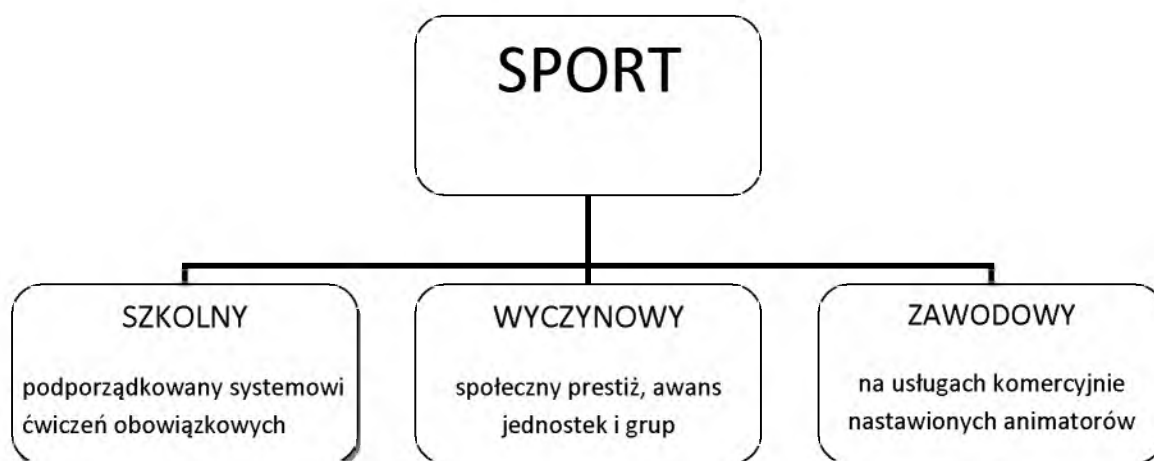 SPORT
SZKOLNY
podporządkowany systemowi
ćwiczeń obowiązkowych
WYCZYNOWY
społeczny prestiż, awans
jednostek i grup
ZAWODOWY
na usługach komercyjnie
nastawionych animatorów